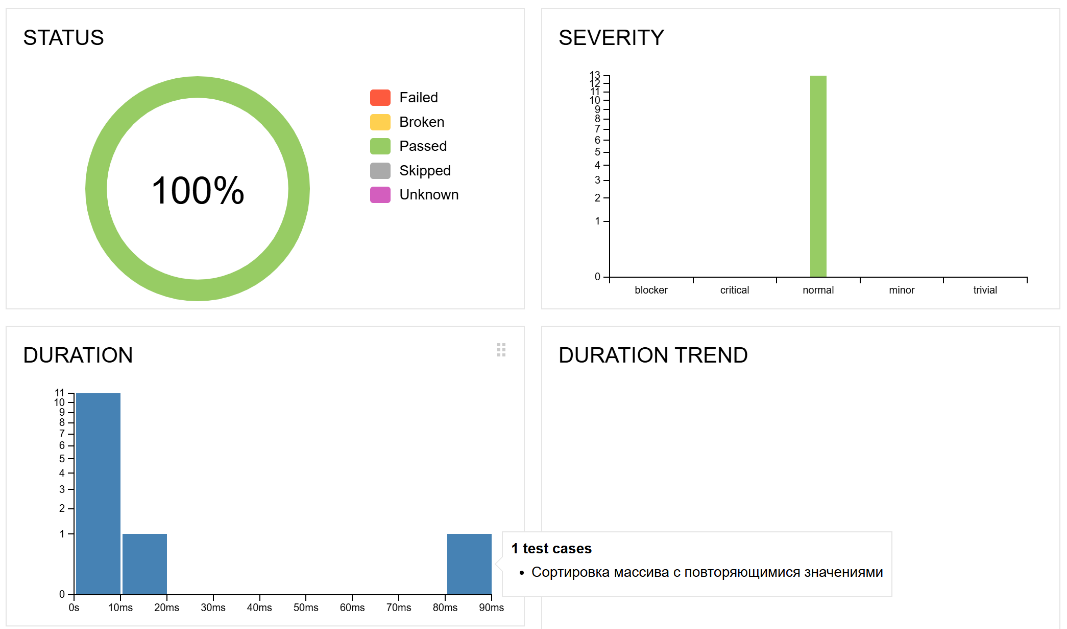 STATUS
100%
Failed
Broken
Passed
Skipped
Unknown
SEVERITY
13
12
11
10
9
8
7
6
5
4
3
2
1
0
blocker critical normal minor trivial
DURATION
11
10
9
8
7
6
5
4
3
2
1
0
0s 10ms 20ms 30ms 40ms 50ms 60ms 70ms 80ms 90ms
1 test cases
• Сортировка массива с повторяющимися значениями
DURATION TREND